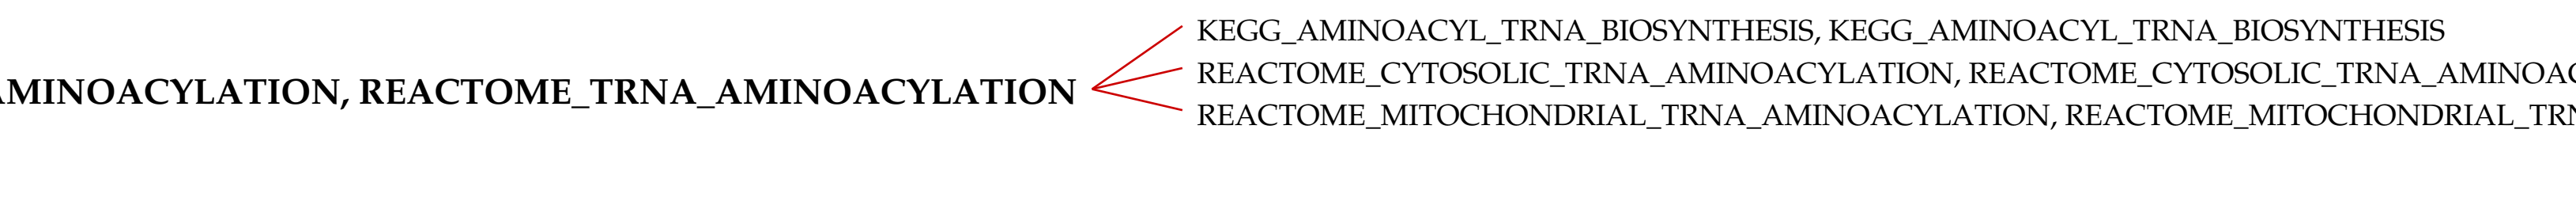 AMINOACYLATION, REACTOME_TRNA_AMINOACYLATION
KEGG_AMINOACYL_TRNA_BIOSYNTHESIS, KEGG_AMINOACYL_TRNA_BIOSYNTHESIS
REACTOME_CYTOSOLIC_TRNA_AMINOACYLATION, REACTOME_CYTOSOLIC_TRNA_AMINOAC
REACTOME_MITOCHONDRIAL_TRNA_AMINOACYLATION, REACTOME_MITOCHONDRIAL_TRN